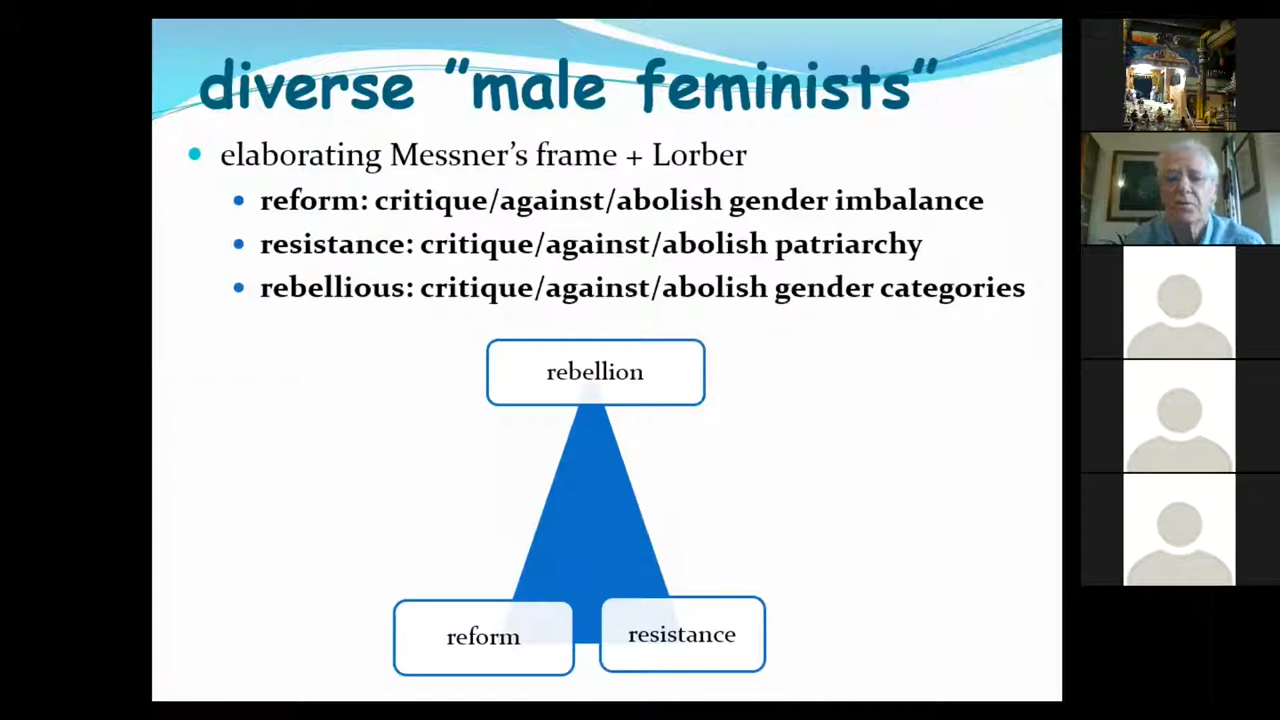 diverse “male feminists”
elaborating Messner’s frame + Lorber
reform: critique/against/abolish gender imbalance
resistance: critique/against/abolish patriarchy
rebellious: critique/against/abolish gender categories
rebellion
reform
resistance